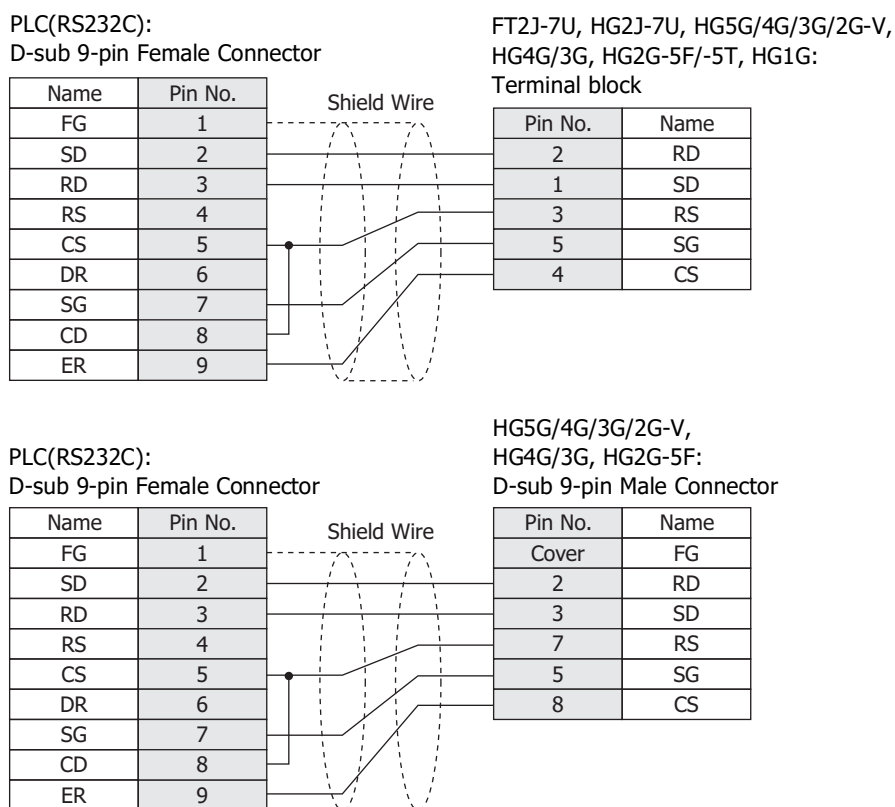 PLC(RS232C):
D-sub 9-pin Female Connector
FT2J-7U, HG2J-7U, HG5G/4G/3G/2G-V,
HG4G/3G, HG2G-5F/-5T, HG1G:
Terminal block
Name Pin No.
FG 1
SD 2
RD 3
RS 4
CS 5
DR 6
SG 7
CD 8
ER 9
Shield Wire
Pin No. Name
2 RD
1 SD
3 RS
5 SG
4 CS
PLC(RS232C):
D-sub 9-pin Female Connector
HG5G/4G/3G/2G-V,
HG4G/3G, HG2G-5F:
D-sub 9-pin Male Connector
Name Pin No.
FG 1
SD 2
RD 3
RS 4
CS 5
DR 6
SG 7
CD 8
ER 9
Shield Wire
Pin No. Name
Cover FG
2 RD
3 SD
7 RS
5 SG
8 CS